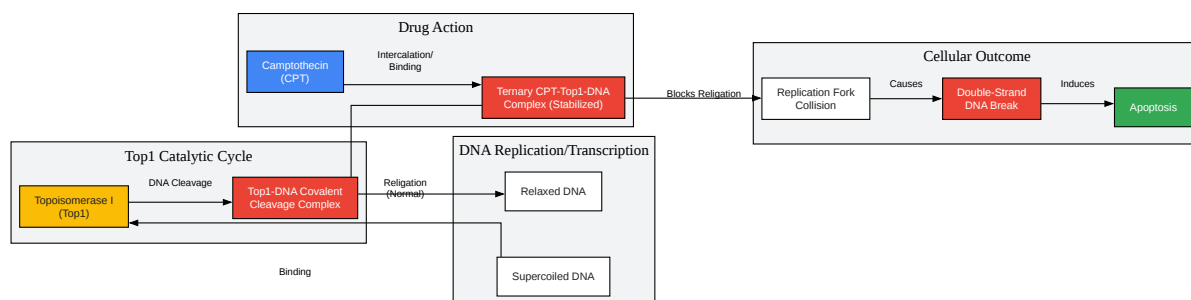 Drug Action
Camptothecin
(CPT)
Intercalation/
Binding
Ternary CPT-Top1-DNA
Complex (Stabilized)
Blocks Religation
Cellular Outcome
Replication Fork
Collision
Causes
Double-Strand
DNA Break
Induces
Apoptosis
Top1 Catalytic Cycle
Topoisomerase I
(Top1)
DNA Cleavage
Top1-DNA Covalent
Cleavage Complex
Religation
(Normal)
DNA Replication/Transcription
Relaxed DNA
Supercoiled DNA
Binding